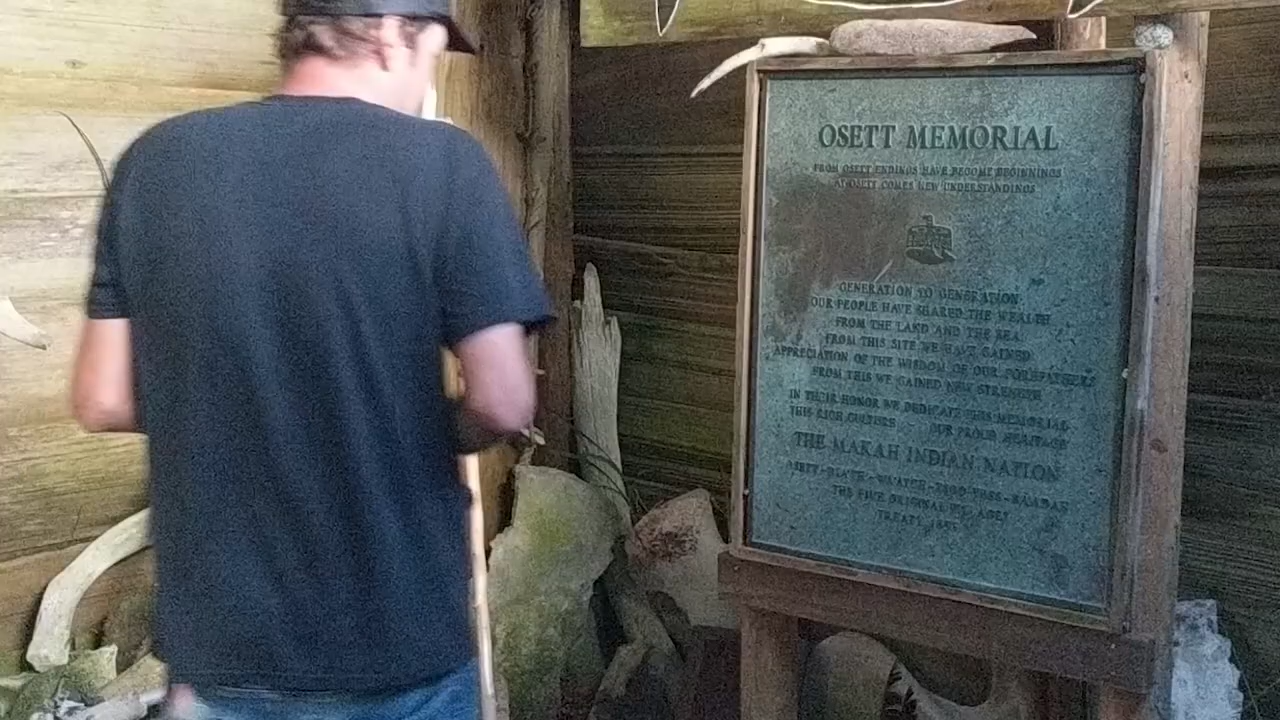 OSETT MEMORIAL
FROM OSETT ENDINGS HAVE BECOME BEGINNINGS
AT OSETT COMES NEW UNDERSTANDINGS
GENERATION TO GENERATION
OUR PEOPLE HAVE SHARED THE WEALTH
FROM THE LAND AND THE SEA
FROM THIS SITE WE HAVE GAINED
APPRECIATION OF THE WISDOM OF OUR FOREFATHERS
FROM THIS WE GAINED NEW STRENGTH
IN THEIR HONOR WE DEDICATE THIS MEMORIAL
THIS RICH CULTURE OUR PROUD HERITAGE
THE MAKAH INDIAN NATION
THE FIVE ORIGINAL VILLAGES
TREATY 1855